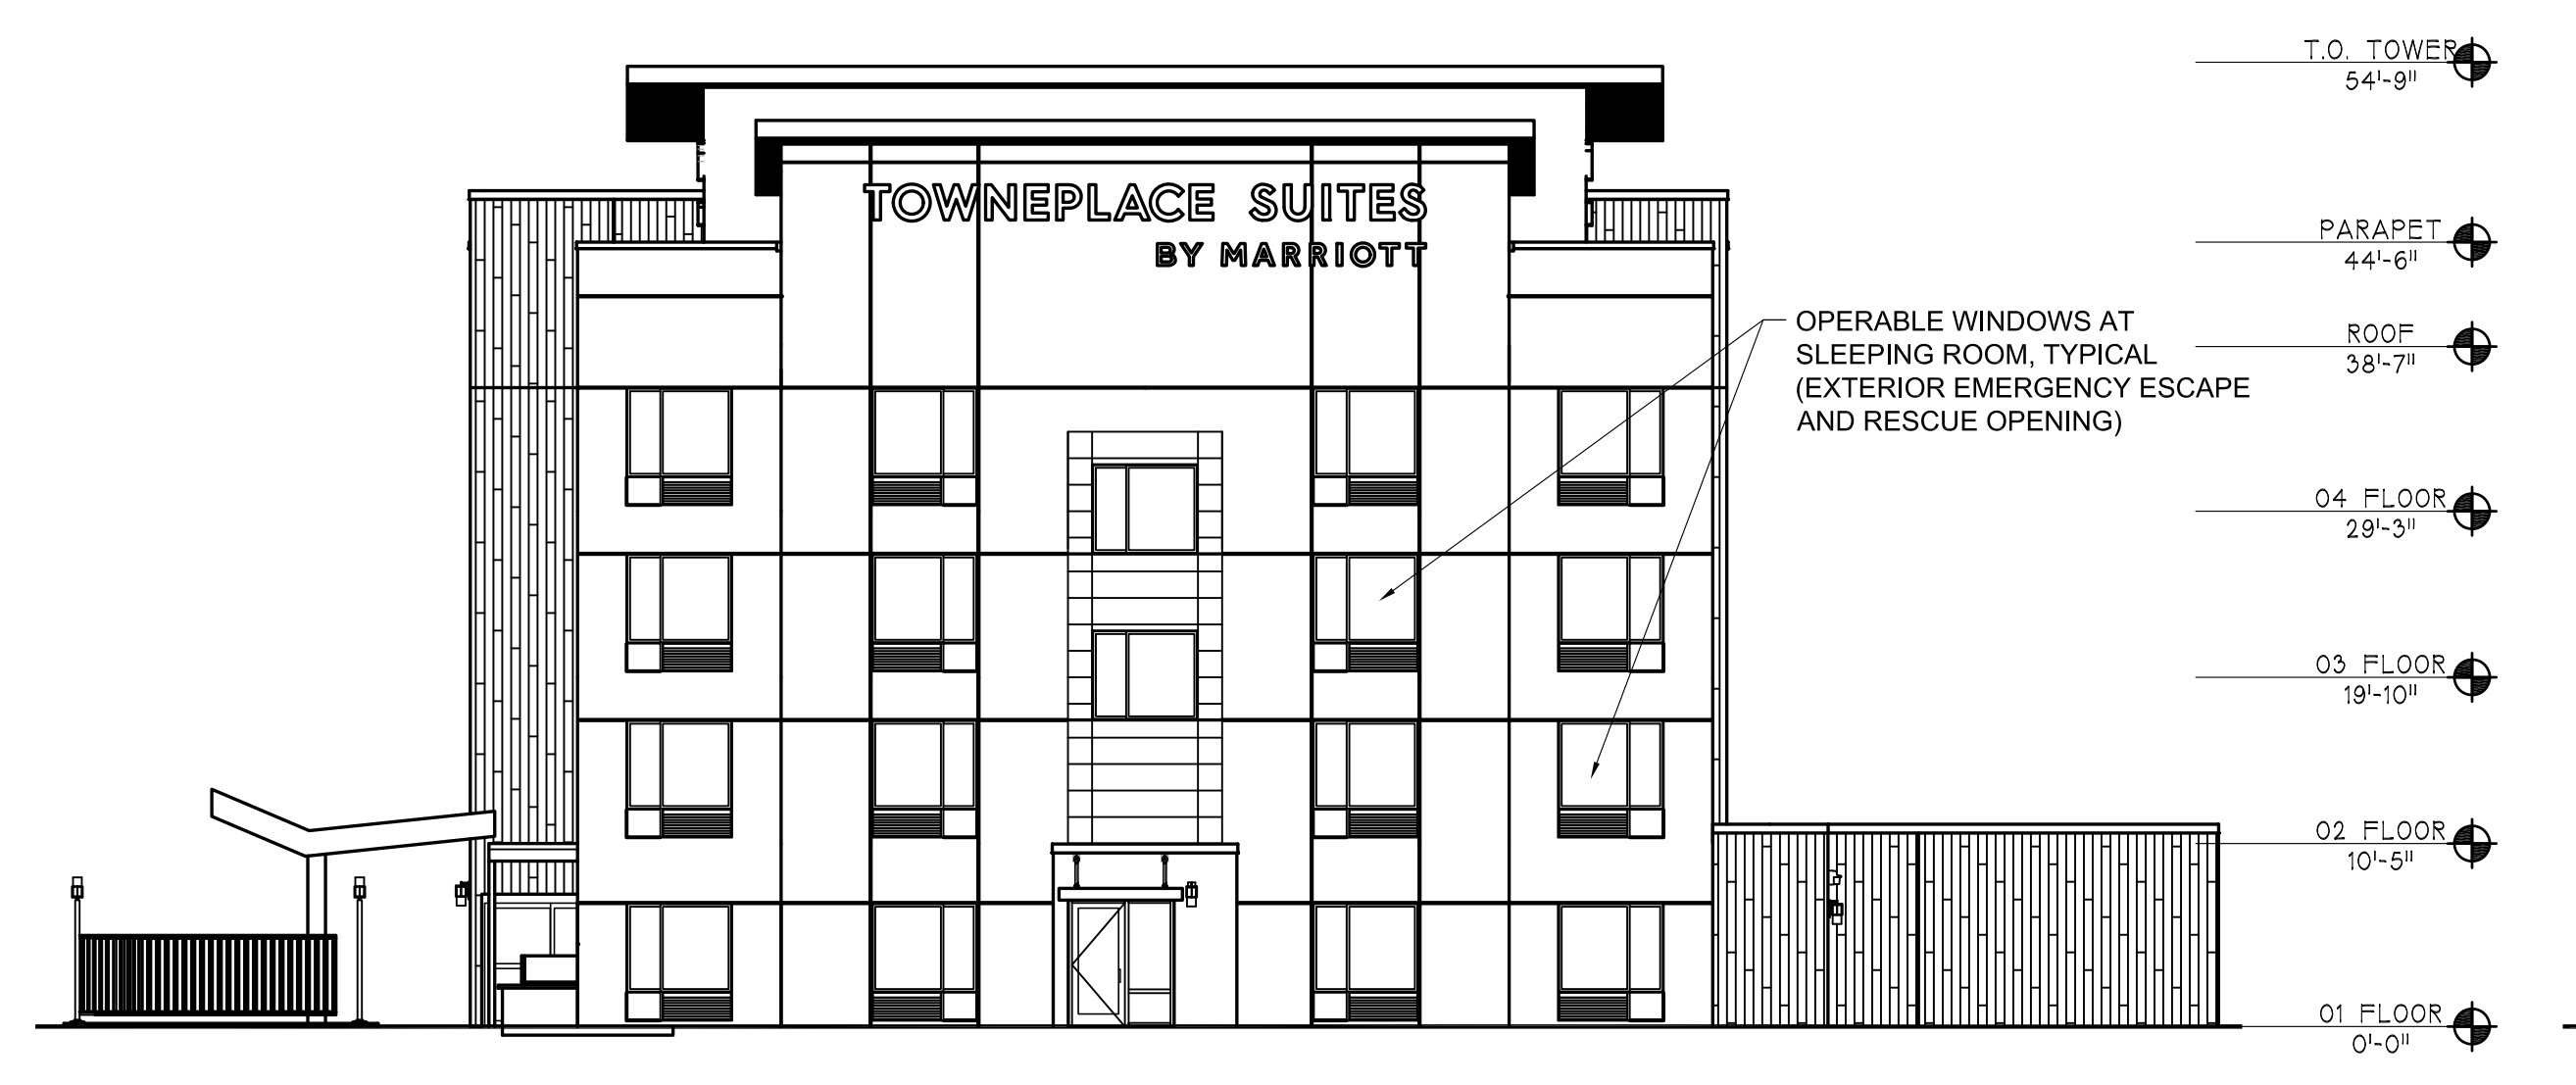 T.O. TOWER
54'-9"
TOWNEPLACE SUITES
BY MARRIOTT
PARAPET
44'-6"
OPERABLE WINDOWS AT
SLEEPING ROOM, TYPICAL
(EXTERIOR EMERGENCY ESCAPE
AND RESCUE OPENING)
ROOF
38'-7"
04 FLOOR
29'-3"
03 FLOOR
19'-10"
02 FLOOR
10'-5"
01 FLOOR
0'-0"